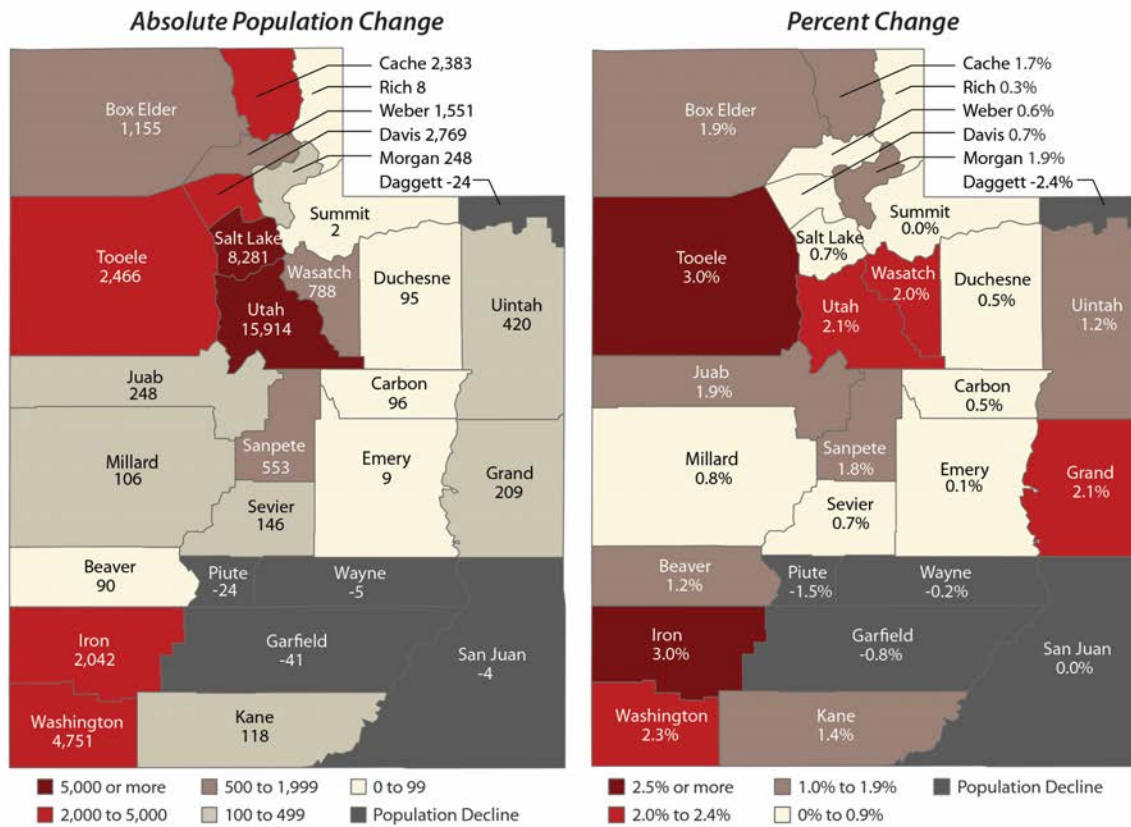 Absolute Population Change
Cache 2,383
Rich 8
Weber 1,551
Davis 2,769
Morgan 248
Daggett -24
Box Elder
1,155
Summit
2
Tooele
2,466
Salt Lake
8,281
Wasatch
788
Duchesne
95
Uintah
420
Utah
15,914
Juab
248
Carbon
96
Sanpete
553
Millard
106
Emery
9
Grand
209
Sevier
146
Beaver
90
Piute
-24
Wayne
-5
Iron
2,042
Garfield
-41
San Juan
-4
Washington
4,751
Kane
118
5,000 or more
2,000 to 5,000
500 to 1,999
100 to 499
0 to 99
Population Decline
Percent Change
Cache 1.7%
Rich 0.3%
Weber 0.6%
Davis 0.7%
Morgan 1.9%
Daggett -2.4%
Box Elder
1.9%
Summit
0.0%
Tooele
3.0%
Salt Lake
0.7%
Wasatch
2.0%
Duchesne
0.5%
Uintah
1.2%
Utah
2.1%
Juab
1.9%
Carbon
0.5%
Sanpete
1.8%
Millard
0.8%
Emery
0.1%
Grand
2.1%
Sevier
0.7%
Beaver
1.2%
Piute
-1.5%
Wayne
-0.2%
Iron
3.0%
Garfield
-0.8%
San Juan
0.0%
Washington
2.3%
Kane
1.4%
2.5% or more
2.0% to 2.4%
1.0% to 1.9%
0% to 0.9%
Population Decline